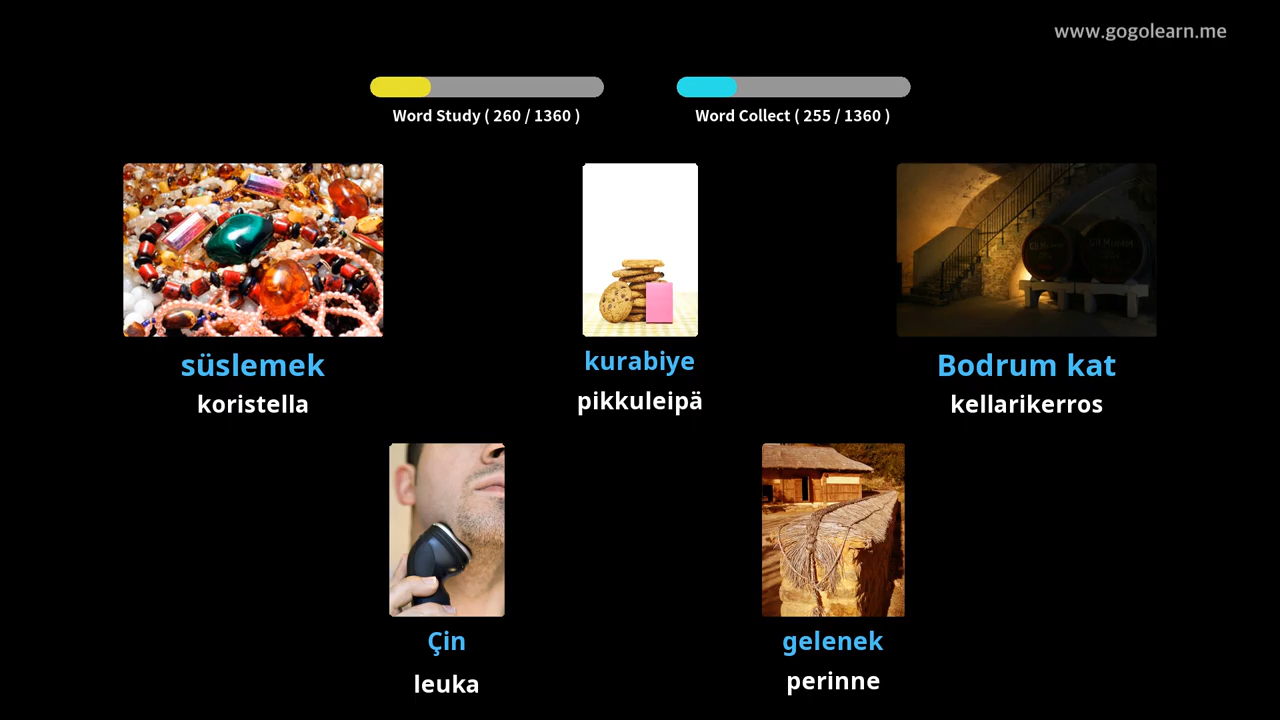 www.gogolearn.me
Word Study ( 260 / 1360 )
Word Collect ( 255 / 1360 )
süslemek
koristella
kurabiye
pikkuleipä
Bodrum kat
kellarikerros
Çin
leuka
gelenek
perinne